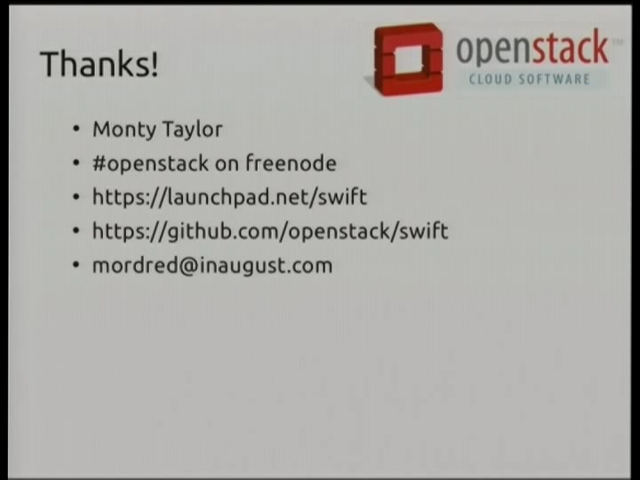 Thanks!
openstack™
CLOUD SOFTWARE
• Monty Taylor
• #openstack on freenode
• https://launchpad.net/swift
• https://github.com/openstack/swift
• mordred@inaugust.com